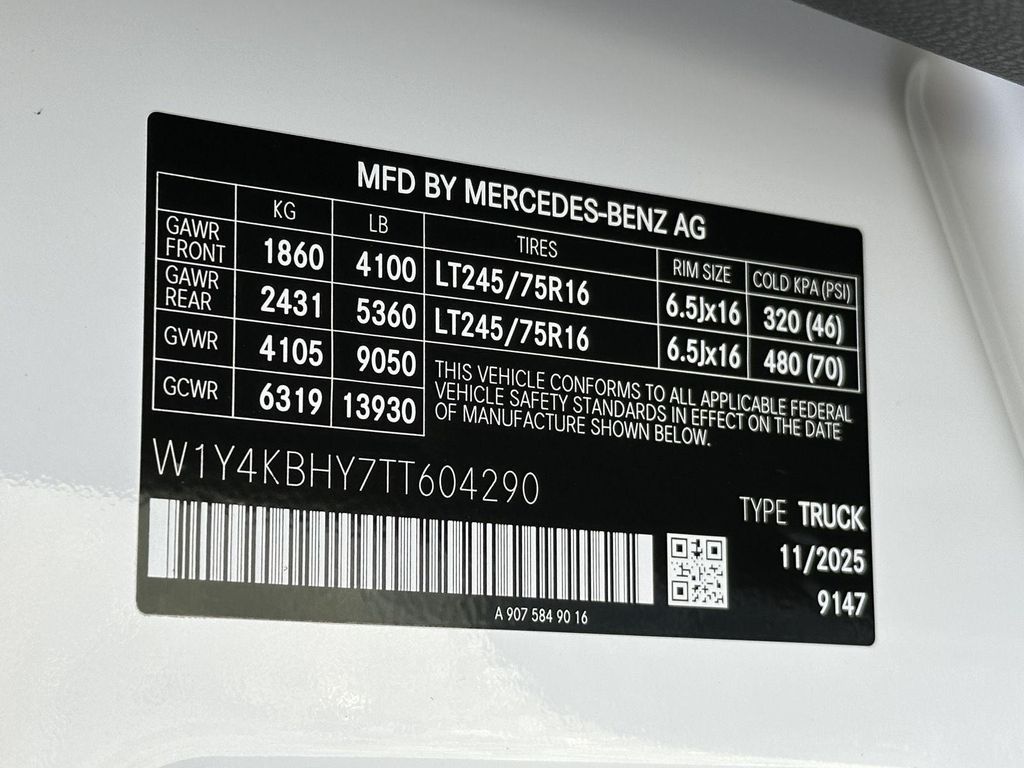 MFD BY MERCEDES-BENZ AG
KG LB TIRES RIM SIZE COLD KPA (PSI)
GAWR FRONT 1860 4100 LT245/75R16 6.5Jx16 320 (46)
GAWR REAR 2431 5360 LT245/75R16 6.5Jx16 480 (70)
GVWR 4105 9050
GCWR 6319 13930
THIS VEHICLE CONFORMS TO ALL APPLICABLE FEDERAL
VEHICLE SAFETY STANDARDS IN EFFECT ON THE DATE
OF MANUFACTURE SHOWN BELOW.
W1Y4KBHY7TT604290
TYPE TRUCK
11/2025
9147
A 907 584 90 16